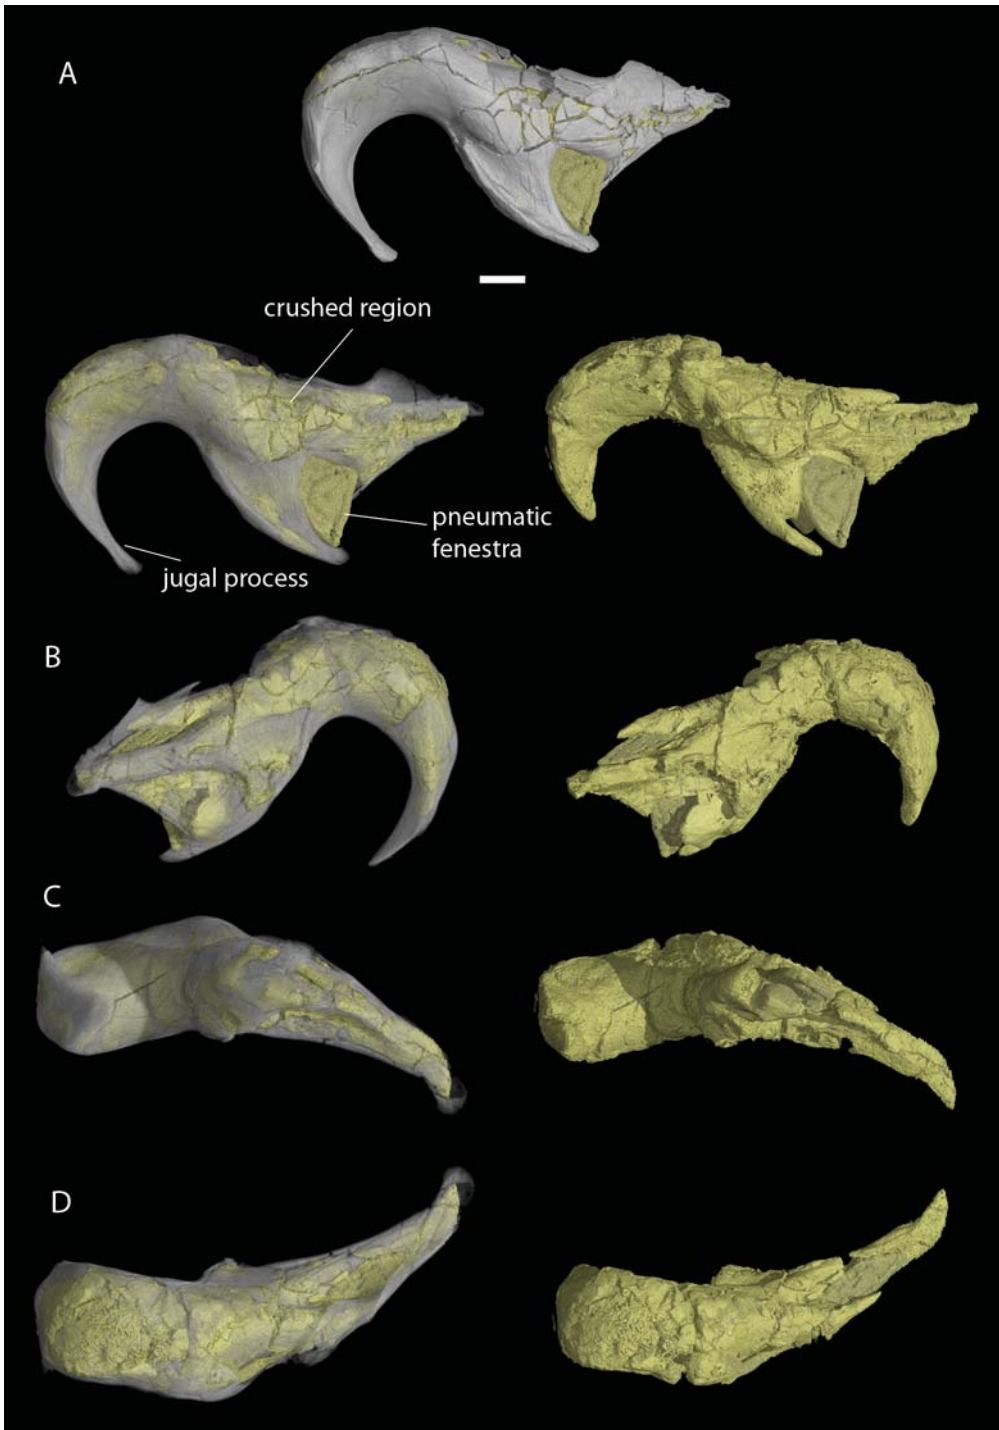 A
crushed region
pneumatic
fenestra
jugal process
B
C
D